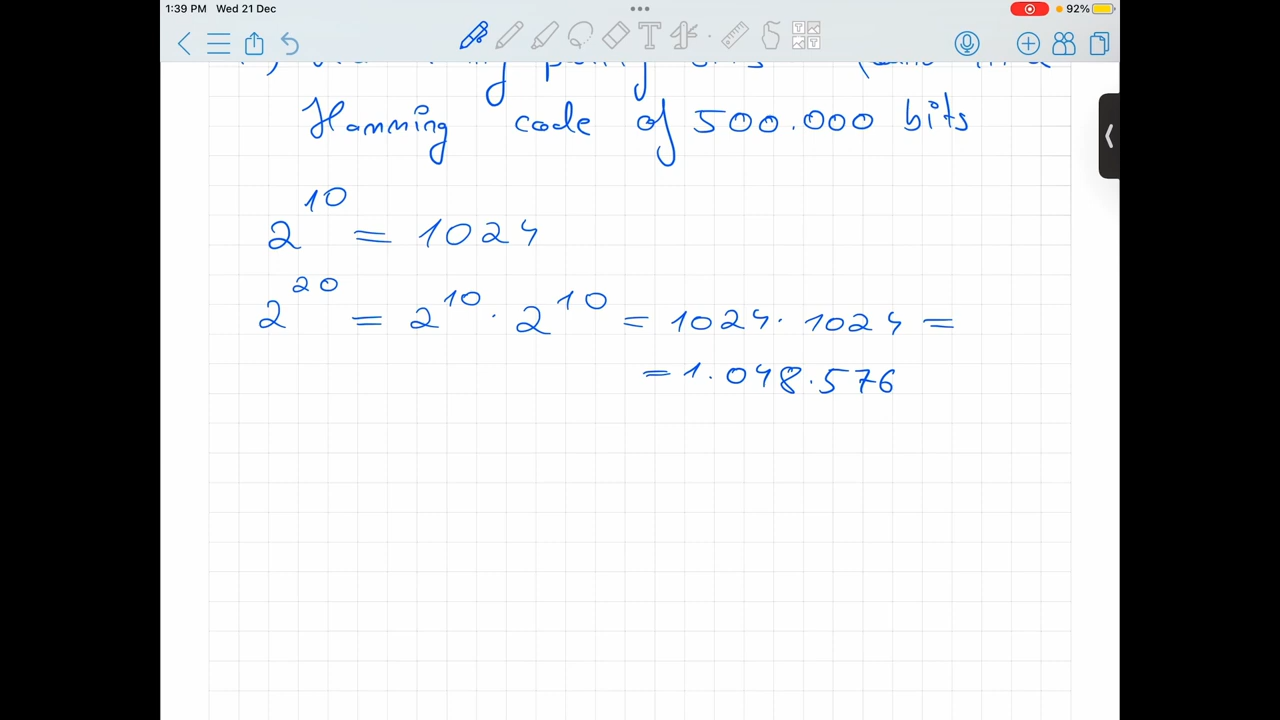 1:39 PM Wed 21 Dec
92%
Hamming code of 500.000 bits
2^10 = 1024
2^20 = 2^10 · 2^10 = 1024 · 1024 =
= 1.048.576